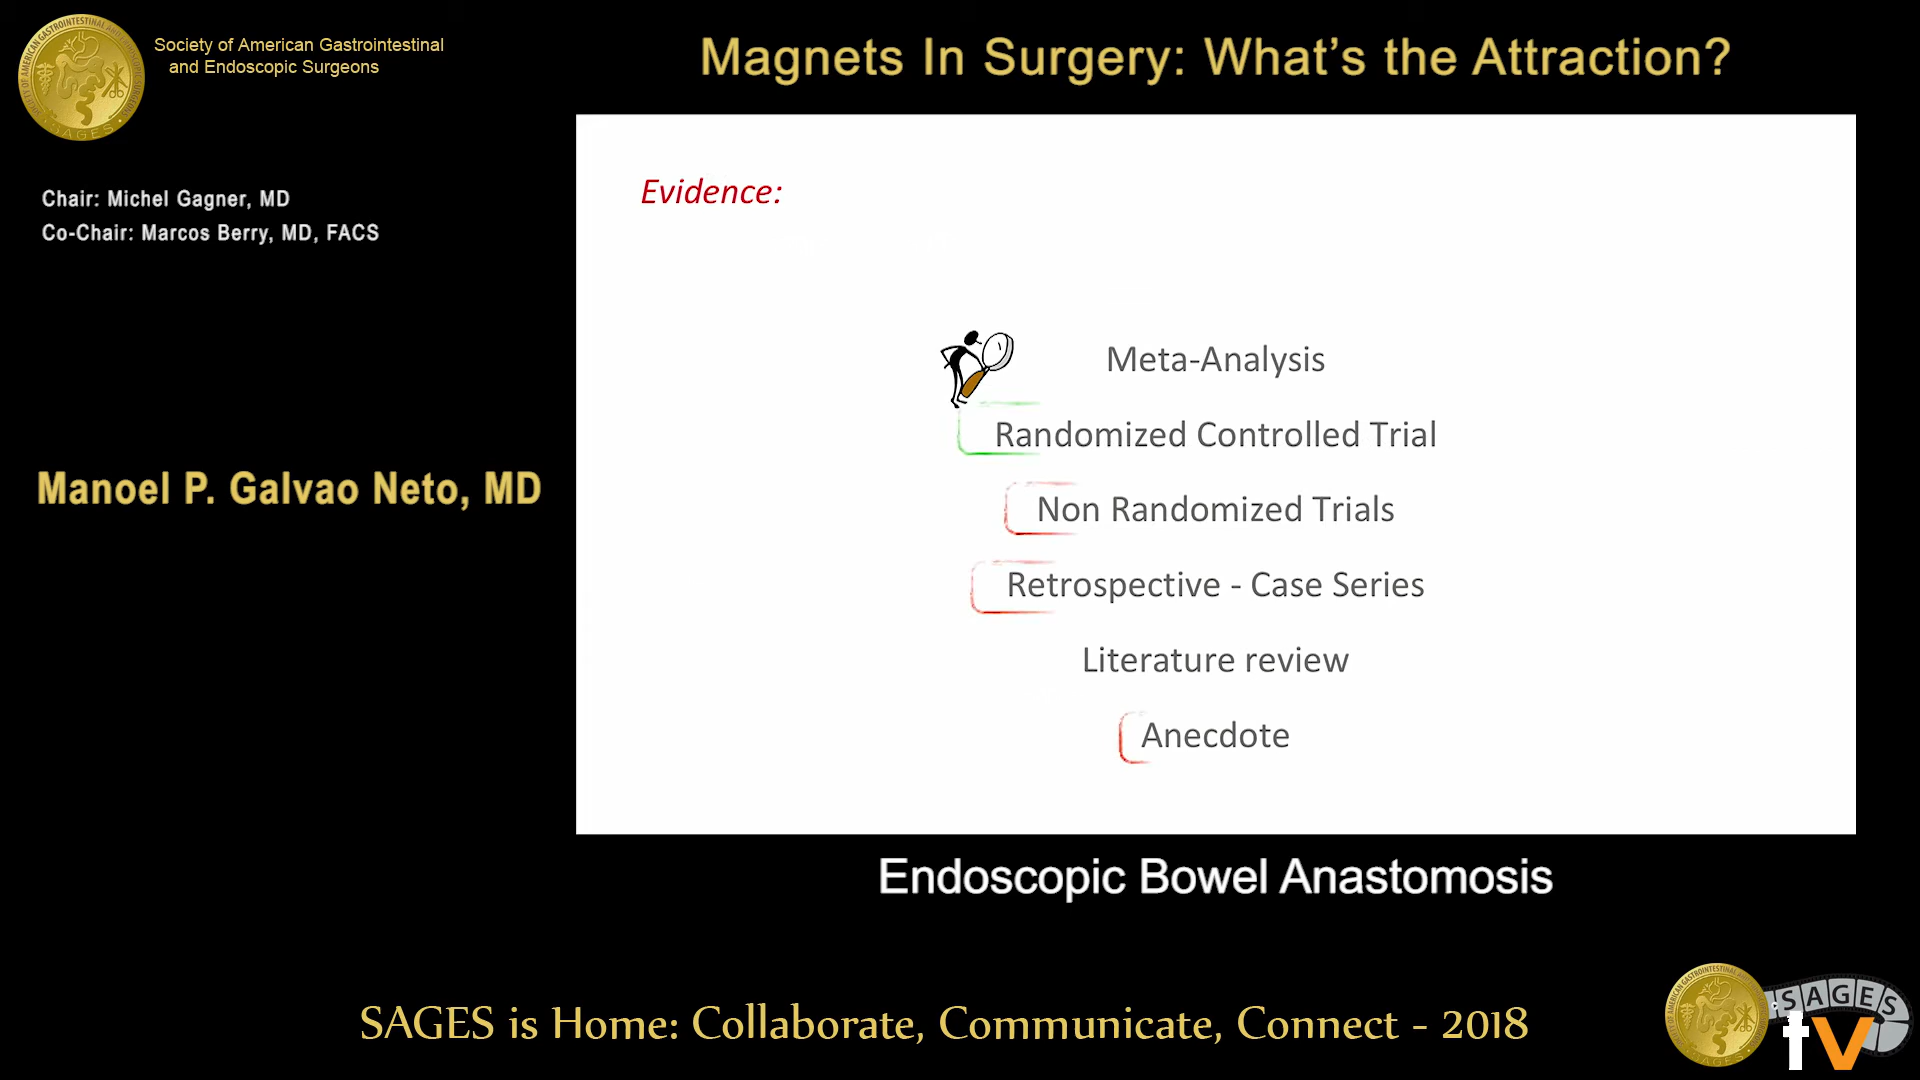 Society of American Gastrointestinal
and Endoscopic Surgeons
Magnets In Surgery: What's the Attraction?
Chair: Michel Gagner, MD
Co-Chair: Marcos Berry, MD, FACS
Manoel P. Galvao Neto, MD
Evidence:
Meta-Analysis
Randomized Controlled Trial
Non Randomized Trials
Retrospective - Case Series
Literature review
Anecdote
Endoscopic Bowel Anastomosis
SAGES is Home: Collaborate, Communicate, Connect - 2018
SAGES
tv